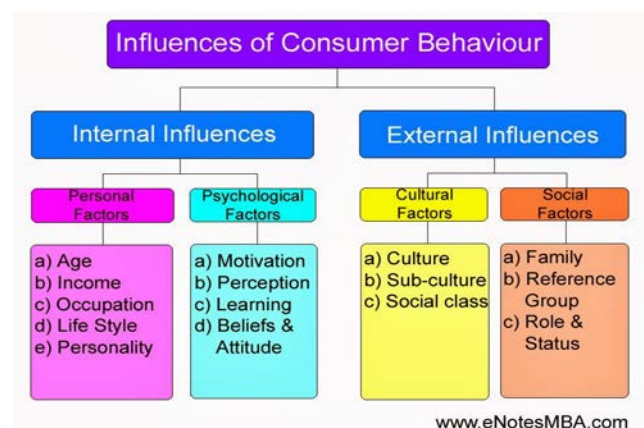 Influences of Consumer Behaviour
Internal Influences
External Influences
Personal
Factors
Psychological
Factors
Cultural
Factors
Social
Factors
a) Age
b) Income
c) Occupation
d) Life Style
e) Personality
a) Motivation
b) Perception
c) Learning
d) Beliefs &
Attitude
a) Culture
b) Sub-culture
c) Social class
a) Family
b) Reference
Group
c) Role &
Status
www.eNotesMBA.com